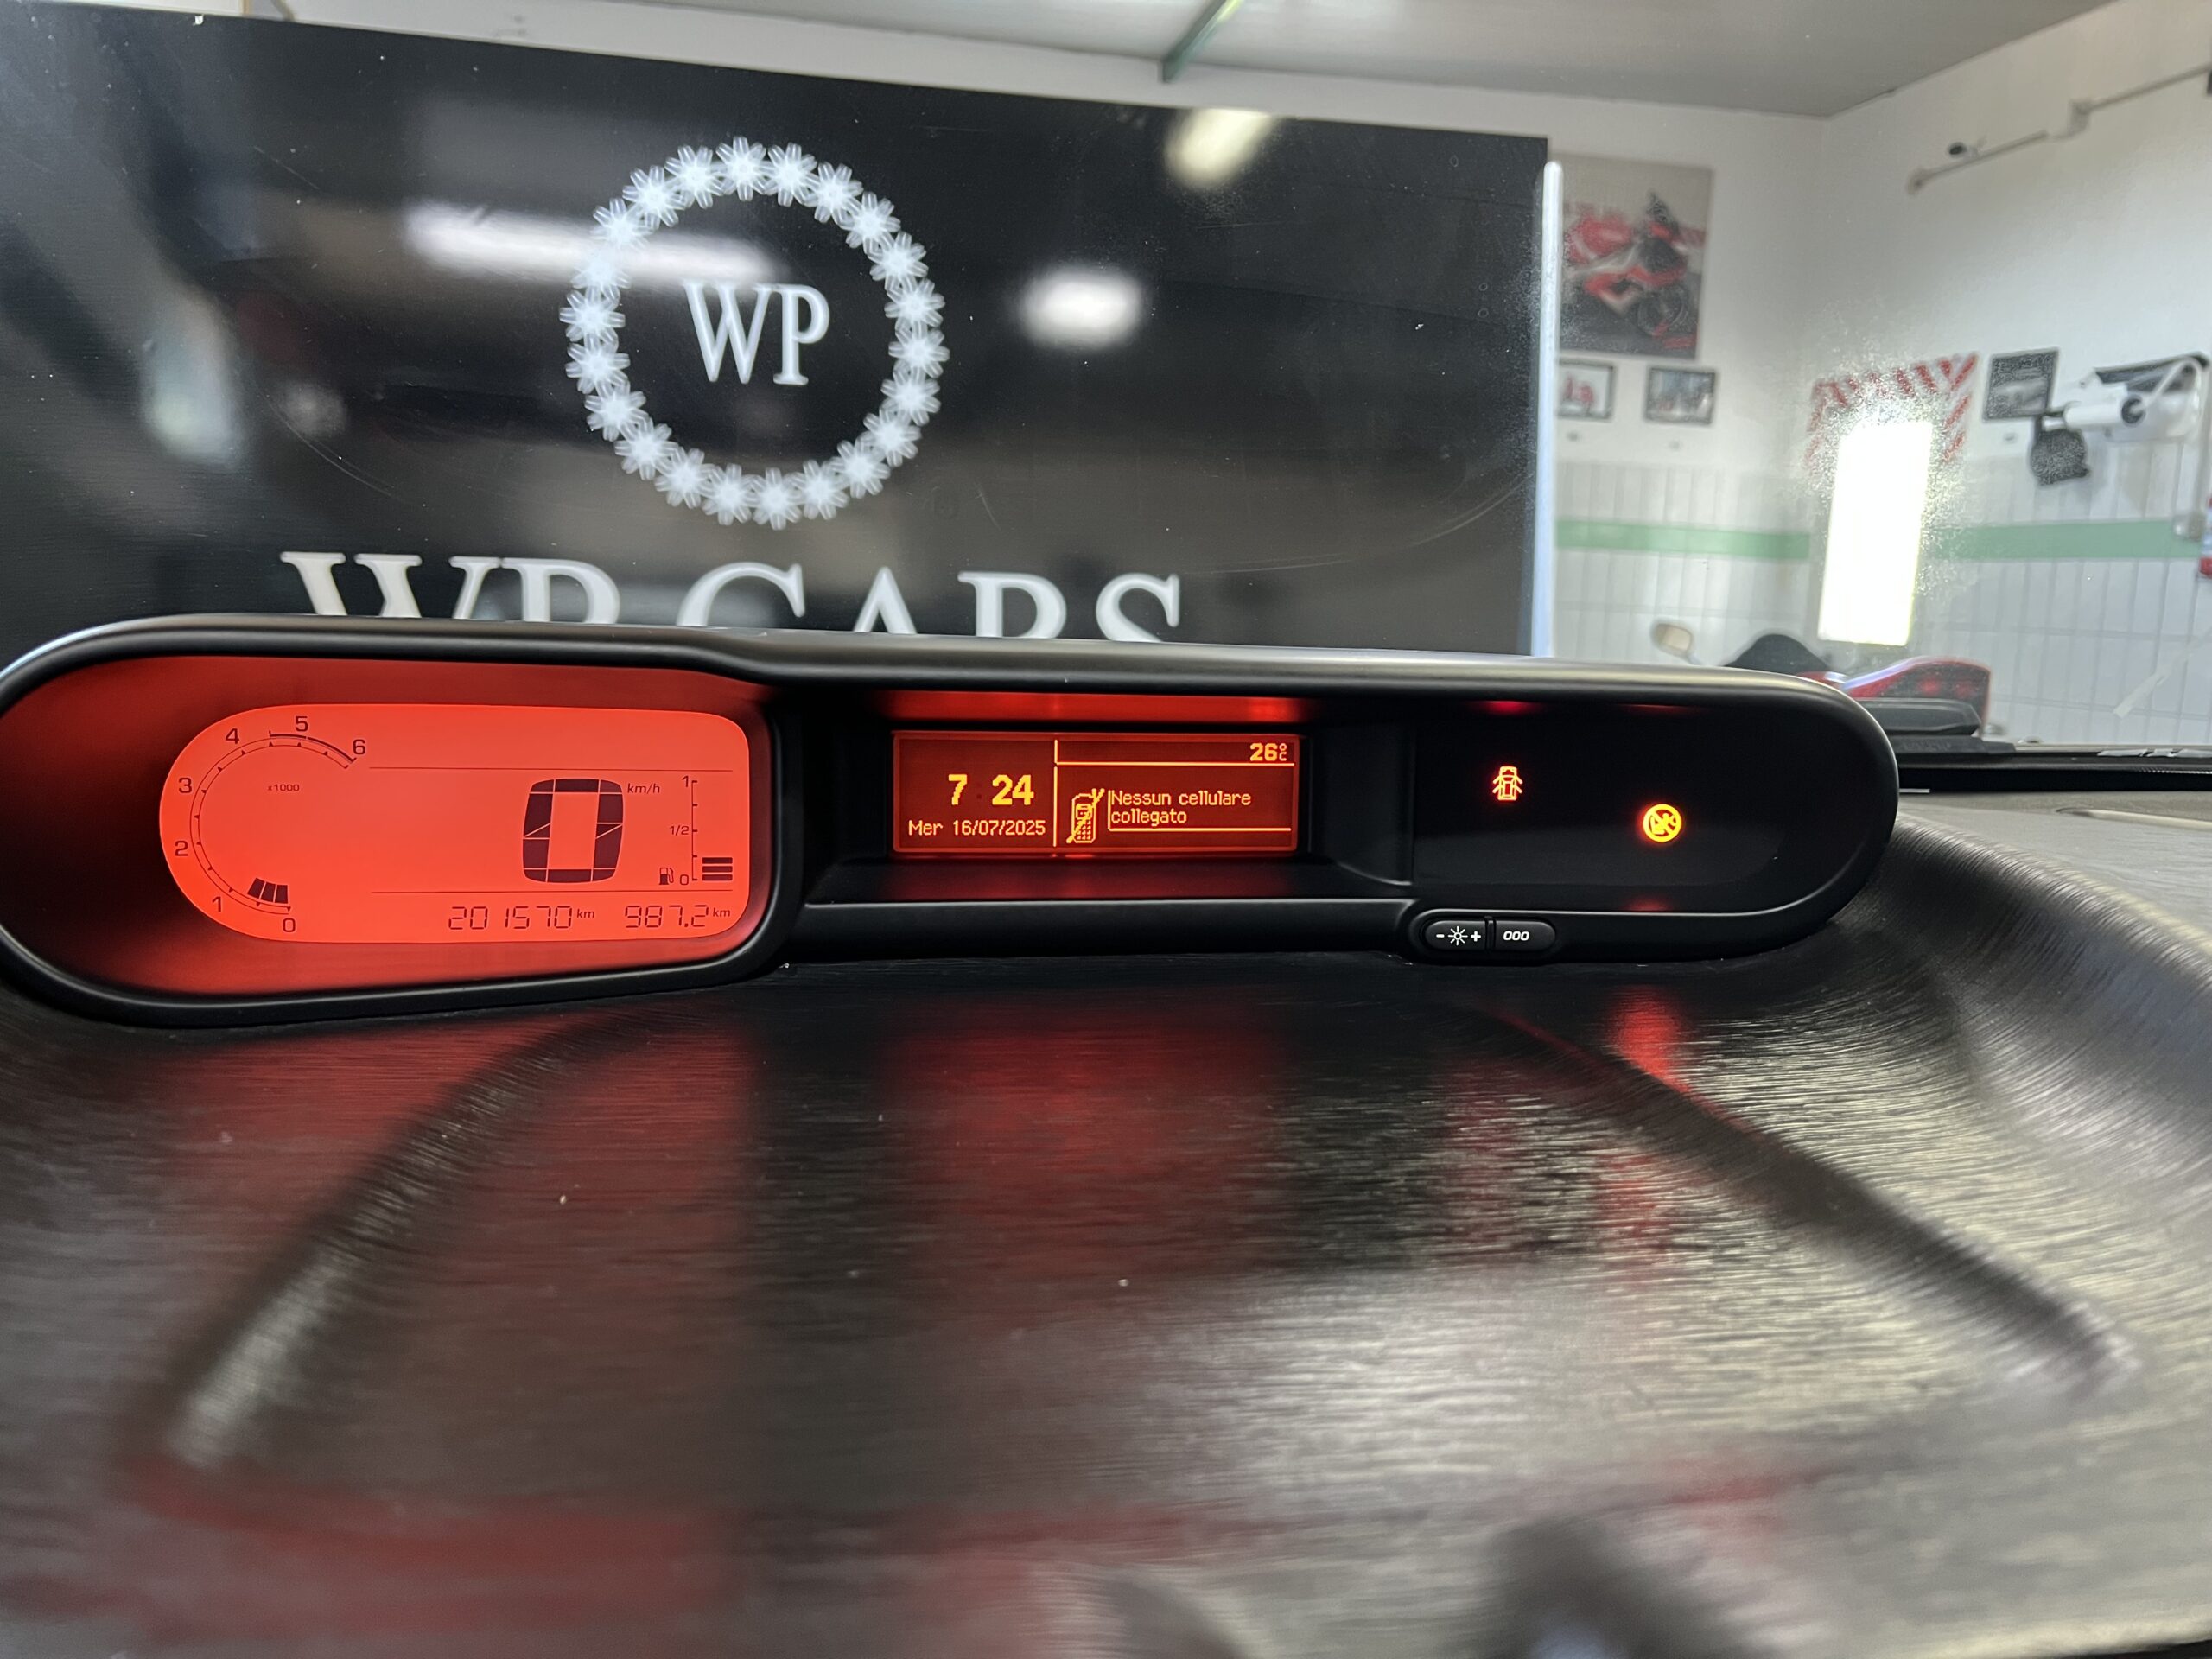 WP
WP CARS
6
5
4
3
2
1
0
x1000
0 km/h
1
1/2
0
201570 km 987.2 km
26°C
7 24
Mer 16/07/2025
Nessun cellulare
collegato
- +
000